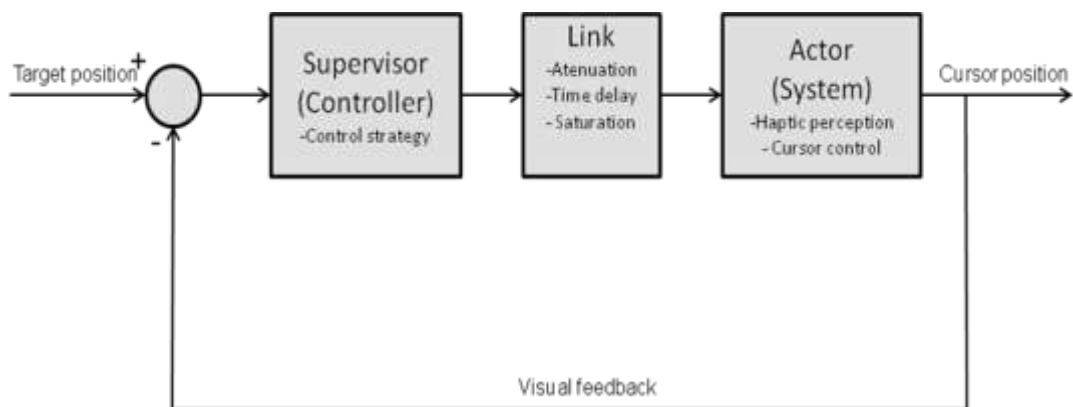 Target position
+
-
Supervisor
(Controller)
-Control strategy
Link
-Atenuation
-Time delay
-Saturation
Actor
(System)
-Haptic perception
- Cursor control
Cursor position
Visual feedback